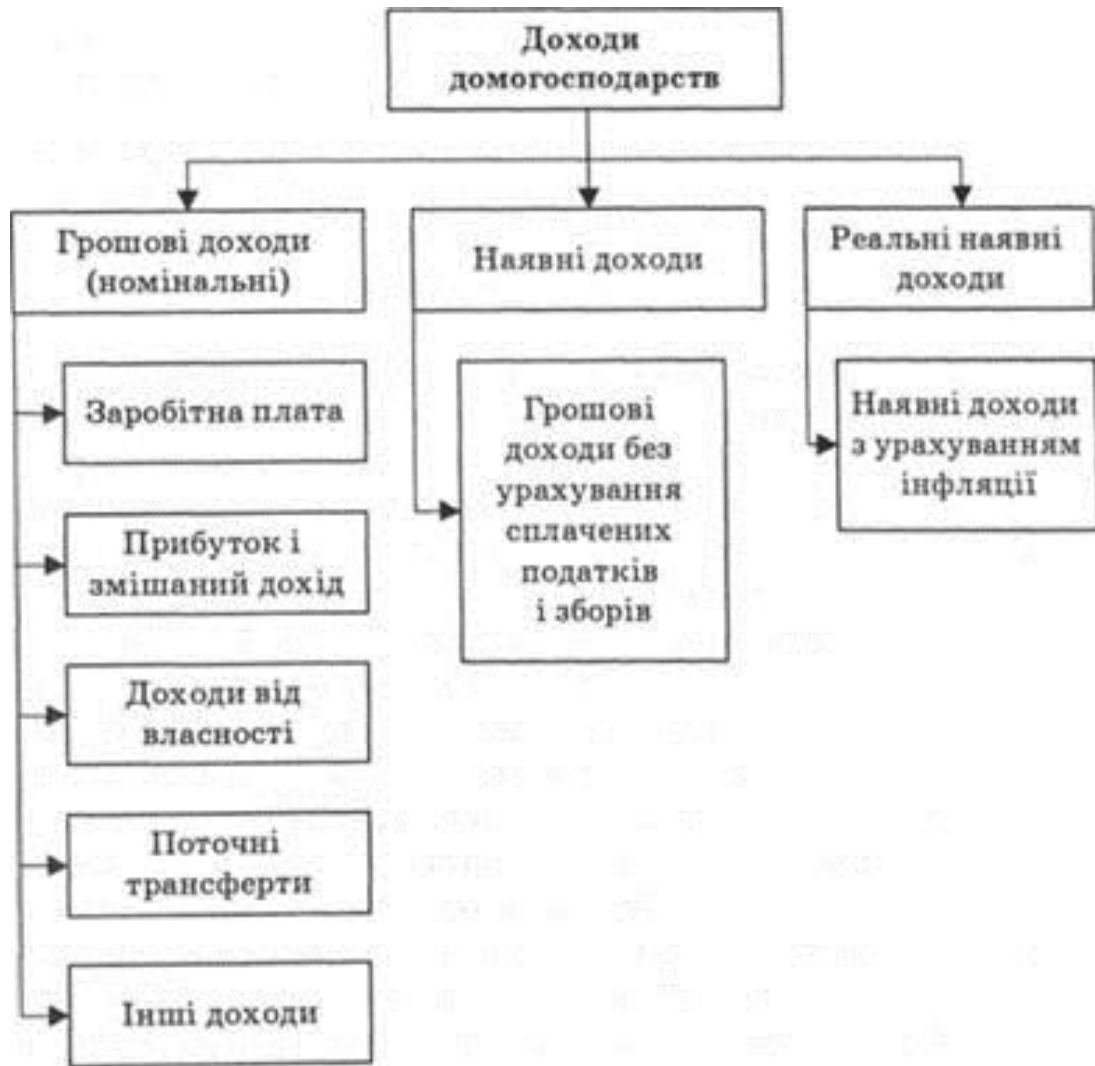 Доходи
домогосподарств
Грошові доходи
(номінальні)
Наявні доходи
Реальні наявні
доходи
Заробітна плата
Прибуток і
змішаний дохід
Доходи від
власності
Поточні
трансферти
Інші доходи
Грошові
доходи без
урахування
сплачених
податків
і зборів
Наявні доходи
з урахуванням
інфляції